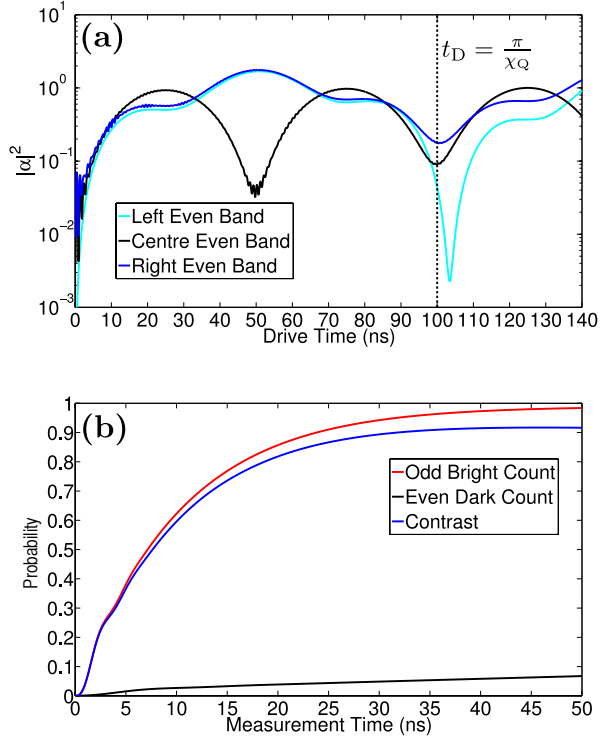 (a)
|α|²
10¹
10⁰
10⁻¹
10⁻²
10⁻³
t_D = π/χ_Q
Left Even Band
Centre Even Band
Right Even Band
0 10 20 30 40 50 60 70 80 90 100 110 120 130 140
Drive Time (ns)
(b)
Probability
1
0.9
0.8
0.7
0.6
0.5
0.4
0.3
0.2
0.1
0
Odd Bright Count
Even Dark Count
Contrast
0 5 10 15 20 25 30 35 40 45 50
Measurement Time (ns)